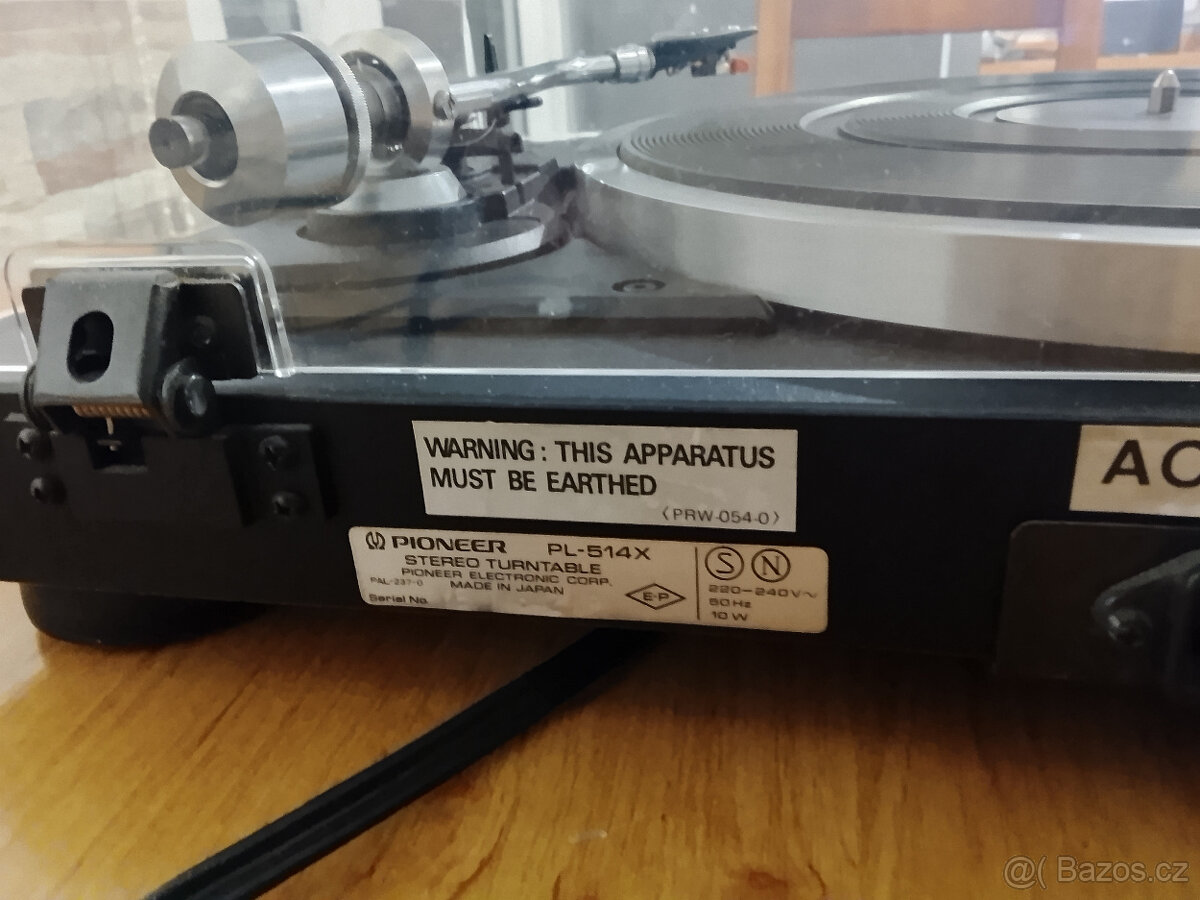 WARNING : THIS APPARATUS
MUST BE EARTHED
(PRW-054-0)
AC
PIONEER PL-514X
STEREO TURNTABLE
PIONEER ELECTRONIC CORP.
PAL-237-0 MADE IN JAPAN
Serial No.
E-P
S N
220-240V~
50Hz
10W
@( Bazos.cz